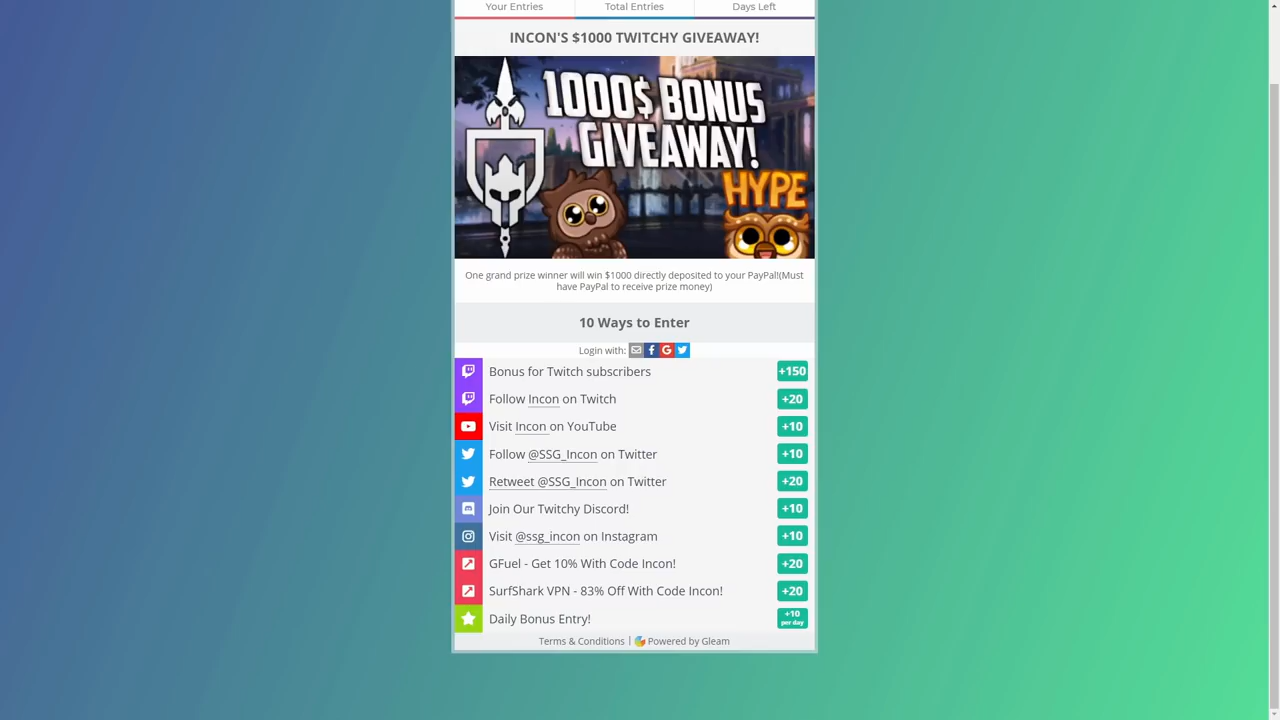 Your Entries Total Entries Days Left
INCON'S $1000 TWITCHY GIVEAWAY!
1000$ BONUS
GIVEAWAY!
HYPE
One grand prize winner will win $1000 directly deposited to your PayPal!(Must
have PayPal to receive prize money)
10 Ways to Enter
Login with:
Bonus for Twitch subscribers +150
Follow Incon on Twitch +20
Visit Incon on YouTube +10
Follow @SSG_Incon on Twitter +10
Retweet @SSG_Incon on Twitter +20
Join Our Twitchy Discord! +10
Visit @ssg_incon on Instagram +10
GFuel - Get 10% With Code Incon! +20
SurfShark VPN - 83% Off With Code Incon! +20
Daily Bonus Entry! +10 per day
Terms & Conditions | Powered by Gleam